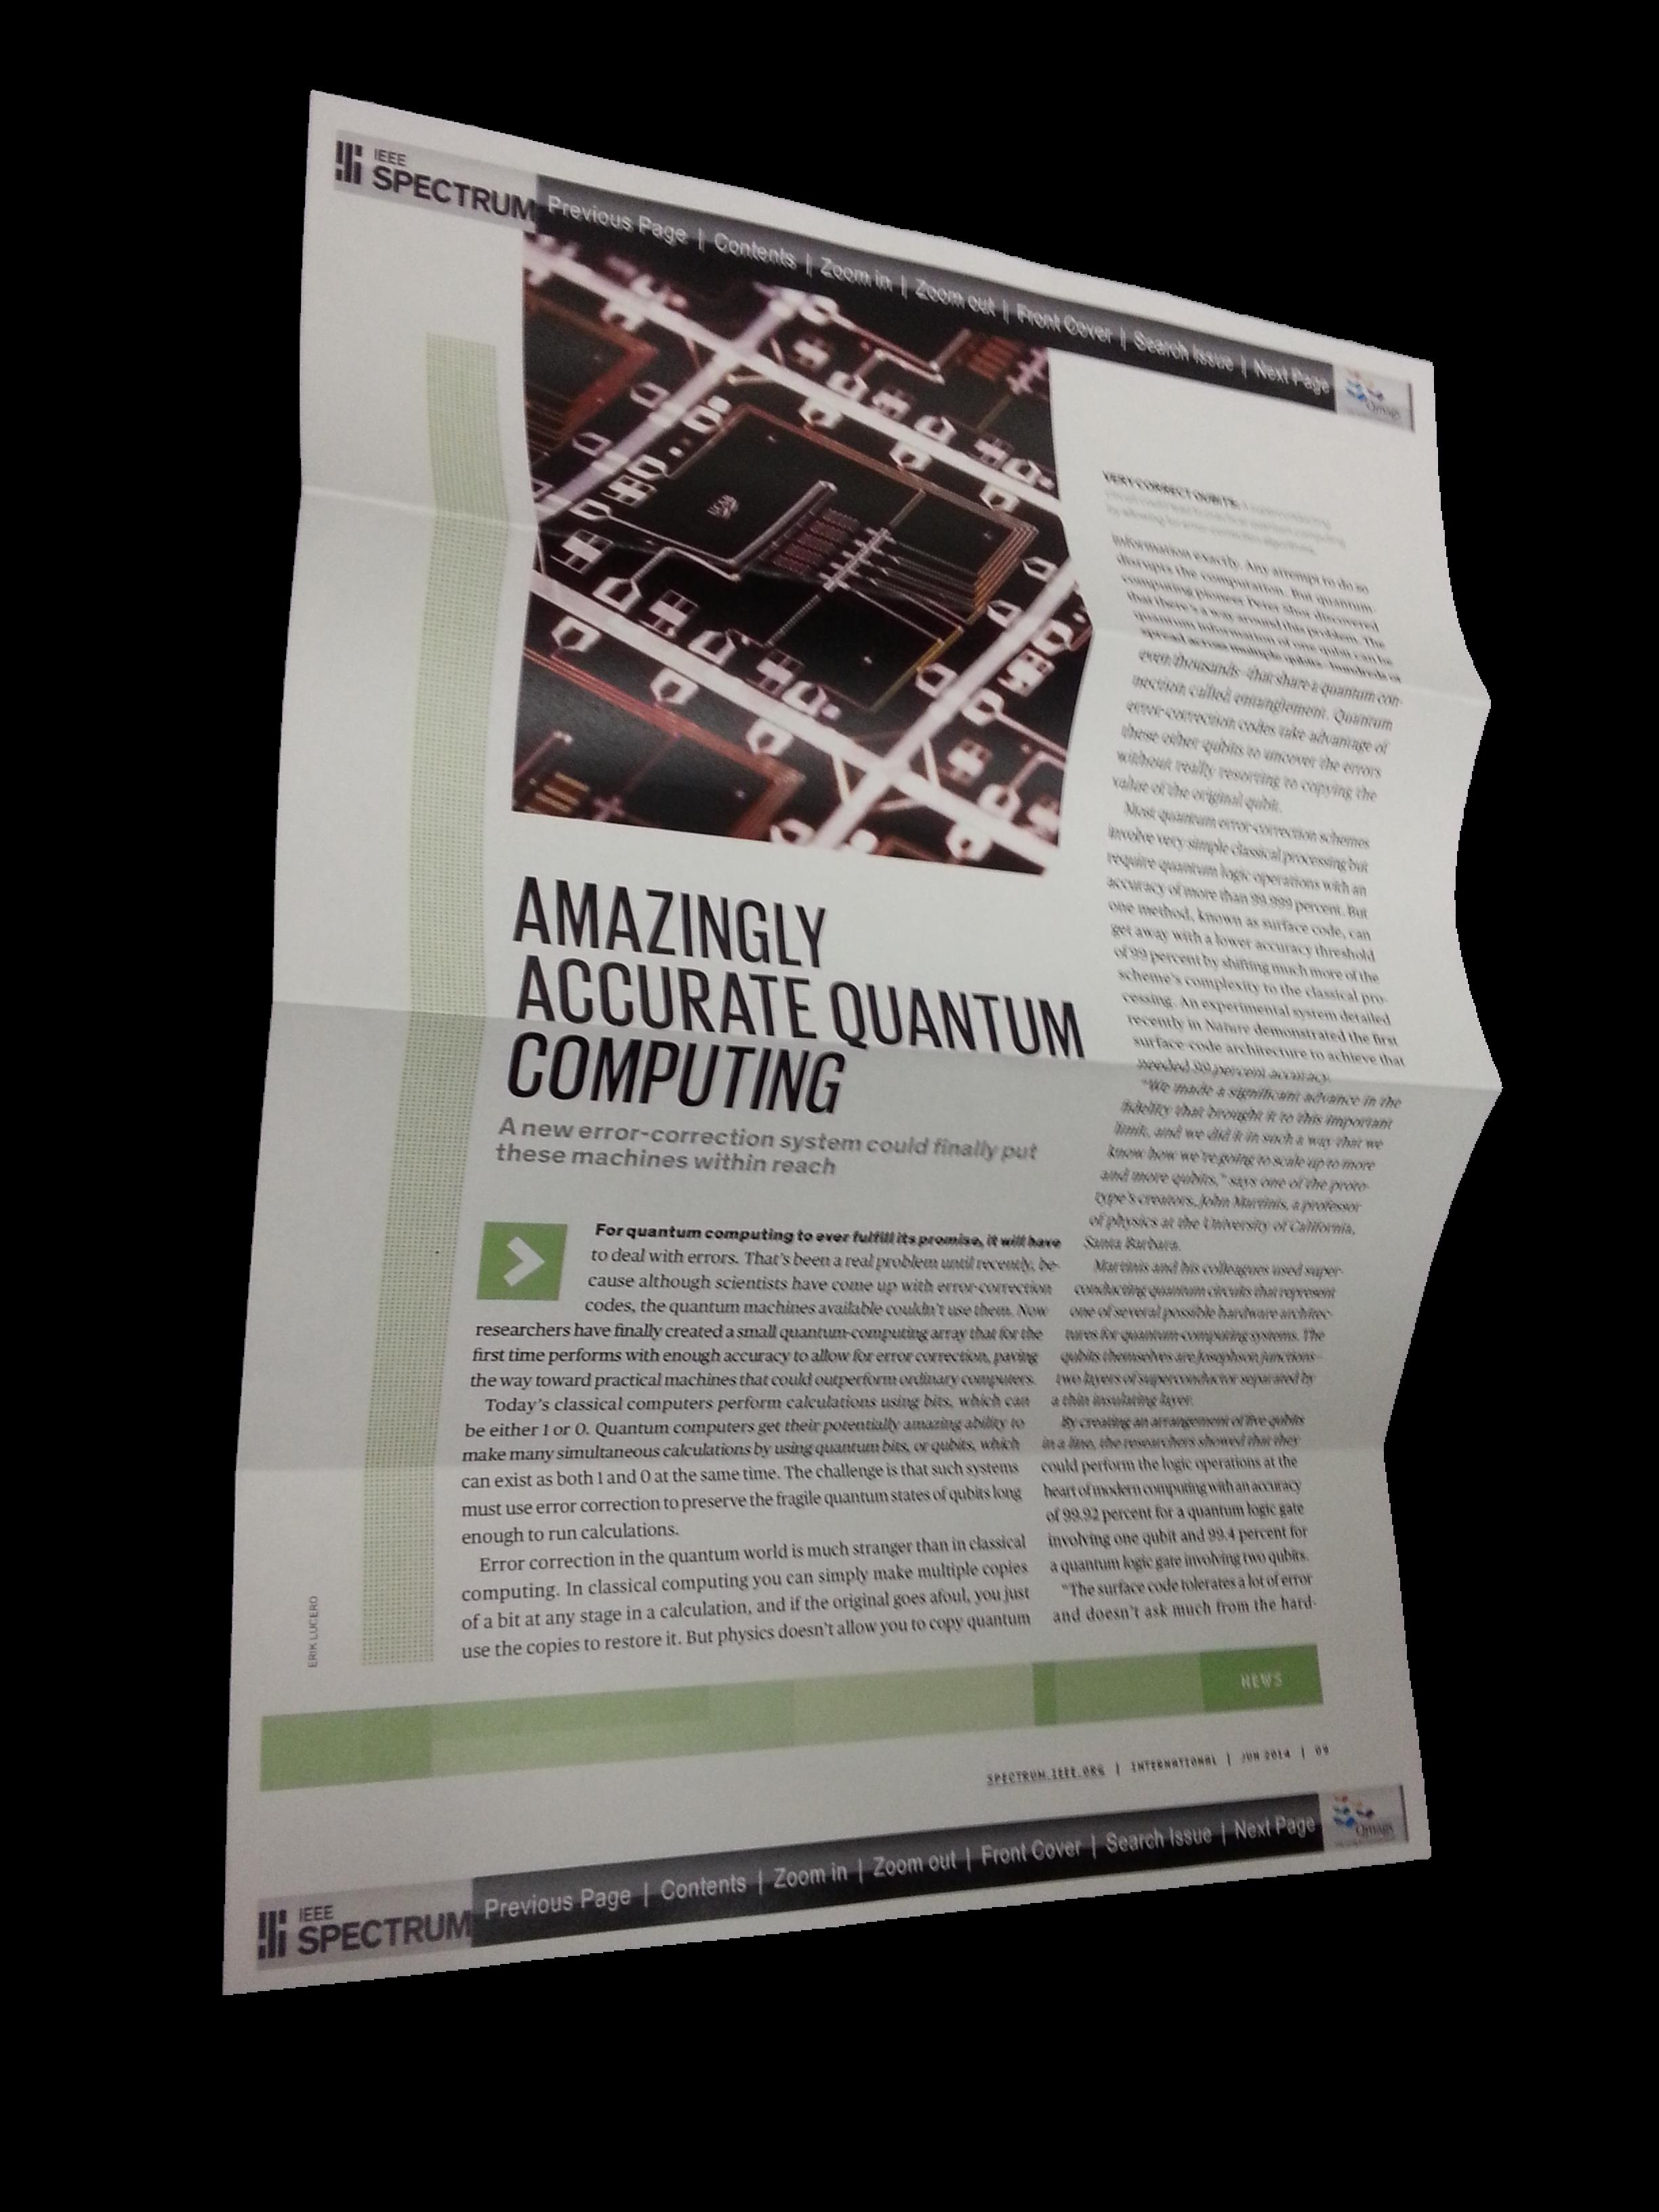 IEEE
SPECTRUM
Previous Page | Contents | Zoom in | Zoom out | Front Cover | Search Issue | Next Page
Qmags
UCSB
AMAZINGLY
ACCURATE QUANTUM
COMPUTING
A new error-correction system could finally put
these machines within reach
For quantum computing to ever fulfill its promise, it will have
to deal with errors. That's been a real problem until recently, be-
cause although scientists have come up with error-correction
codes, the quantum machines available couldn't use them. Now
researchers have finally created a small quantum-computing array that for the
first time performs with enough accuracy to allow for error correction, paving
the way toward practical machines that could outperform ordinary computers.
Today's classical computers perform calculations using bits, which can
be either 1 or 0. Quantum computers get their potentially amazing ability to
make many simultaneous calculations by using quantum bits, or qubits, which
can exist as both 1 and 0 at the same time. The challenge is that such systems
must use error correction to preserve the fragile quantum states of qubits long
enough to run calculations.
Error correction in the quantum world is much stranger than in classical
computing. In classical computing you can simply make multiple copies
of a bit at any stage in a calculation, and if the original goes afoul, you just
use the copies to restore it. But physics doesn't allow you to copy quantum
VERY CORRECT QUBITS:
by allowing for error-correction algorithms.
information exactly. Any attempt to do so
disrupts the computation. But quantum-
computing pioneer Peter Shor discovered
that there's a way around this problem. The
quantum information of one qubit can be
spread across multiple qubits—hundreds or
even thousands—that share a quantum con-
nection called entanglement. Quantum
error-correction codes take advantage of
these other qubits to uncover the errors
without really resorting to copying the
value of the original qubit.
Most quantum error-correction schemes
involve very simple classical processing but
require quantum logic operations with an
accuracy of more than 99.999 percent. But
one method, known as surface code, can
get away with a lower accuracy threshold
of 99 percent by shifting much more of the
scheme's complexity to the classical pro-
cessing. An experimental system detailed
recently in Nature demonstrated the first
surface-code architecture to achieve that
needed 99 percent accuracy.
"We made a significant advance in the
fidelity that brought it to this important
limit, and we did it in such a way that we
know how we're going to scale up to more
and more qubits," says one of the proto-
type's creators, John Martinis, a professor
of physics at the University of California,
Santa Barbara.
Martinis and his colleagues used super-
conducting quantum circuits that represent
one of several possible hardware architec-
tures for quantum-computing systems. The
qubits themselves are Josephson junctions—
two layers of superconductor separated by
a thin insulating layer.
By creating an arrangement of five qubits
in a line, the researchers showed that they
could perform the logic operations at the
heart of modern computing with an accuracy
of 99.92 percent for a quantum logic gate
involving one qubit and 99.4 percent for
a quantum logic gate involving two qubits.
"The surface code tolerates a lot of error
and doesn't ask much from the hard-
ERIK LUCERO
NEWS
SPECTRUM.IEEE.ORG | INTERNATIONAL | JUN 2014 | 09
IEEE
SPECTRUM
Previous Page | Contents | Zoom in | Zoom out | Front Cover | Search Issue | Next Page
Qmags